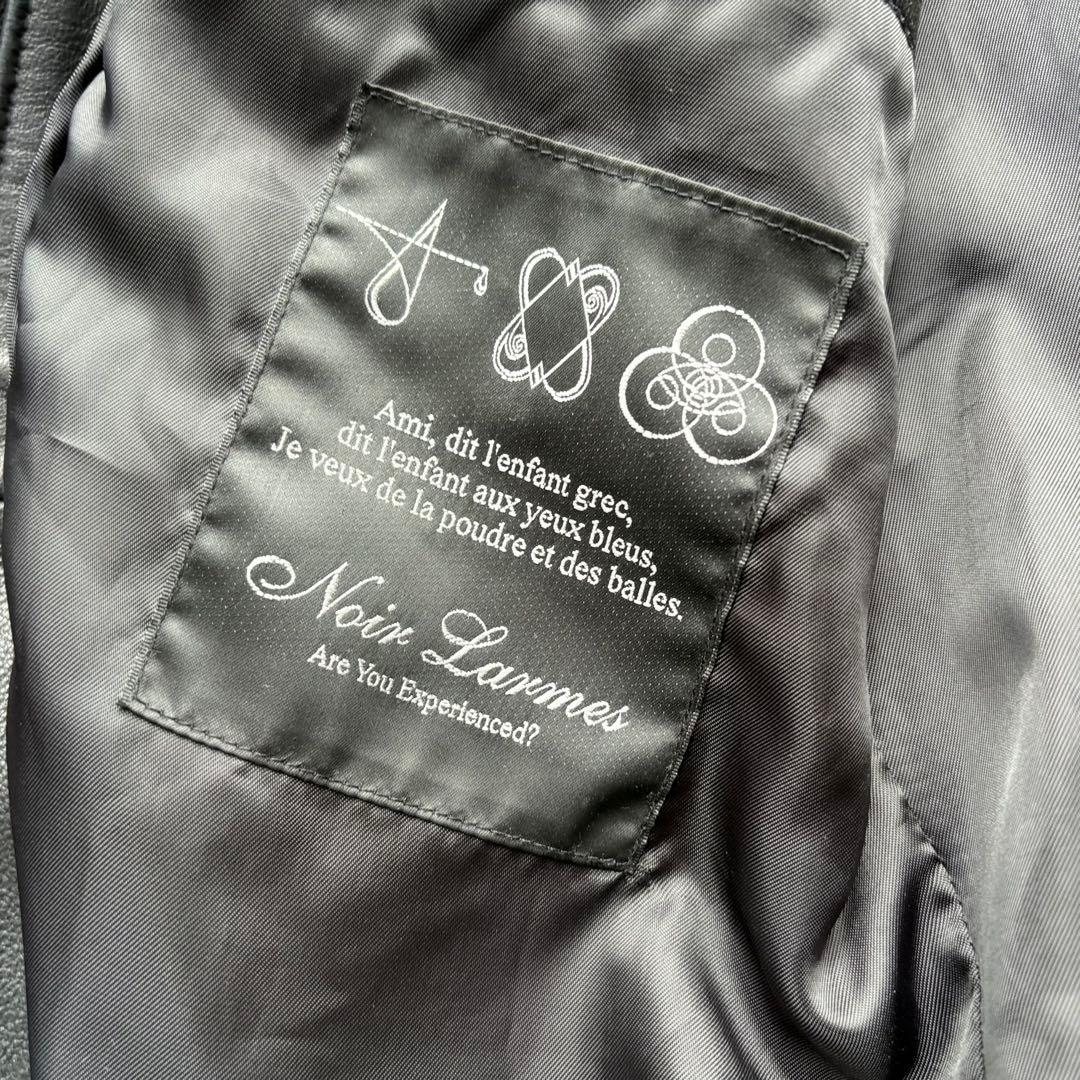 Ami, dit l'enfant grec,
dit l'enfant aux yeux bleus,
Je veux de la poudre et des balles.
Noir Larmes
Are You Experienced?